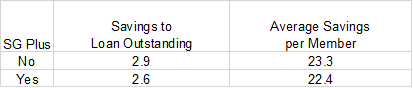 Savings to Average Savings
SG Plus Loan Outstanding per Member
No 2.9 23.3
Yes 2.6 22.4